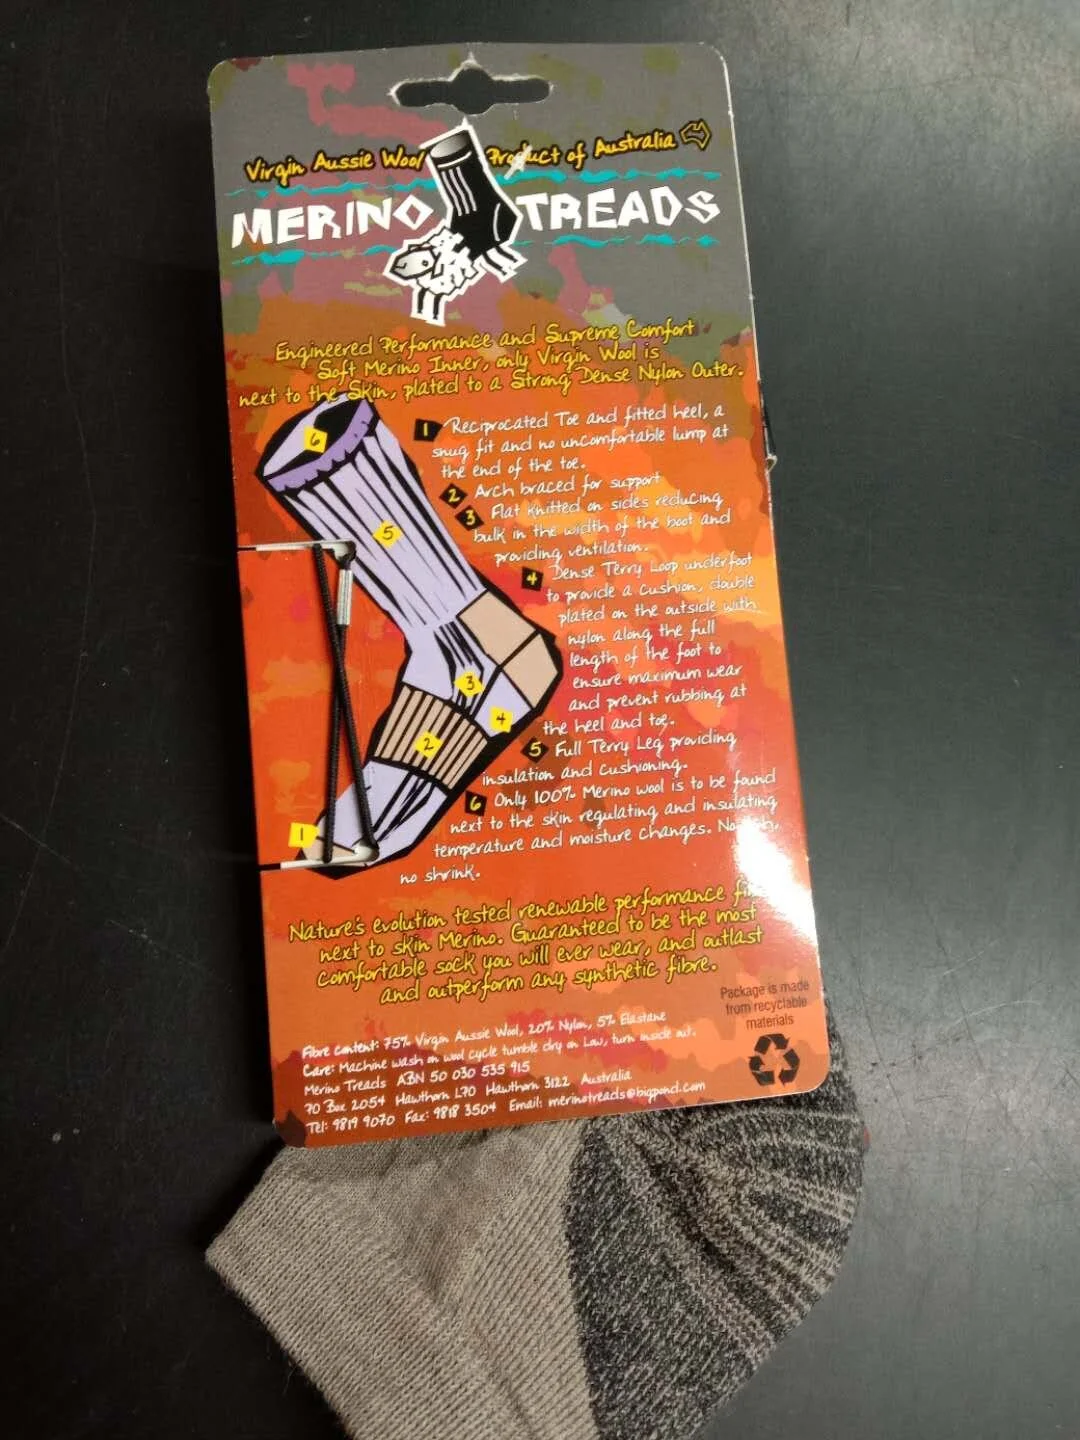 Virgin Aussie Wool Product of Australia
MERINO TREADS
Engineered Performance and Supreme Comfort
Soft Merino Inner, only Virgin Wool is
next to the Skin, plated to a Strong Dense Nylon Outer.
1 Reciprocated Toe and fitted heel, a
snug fit and no uncomfortable lump at
the end of the toe.
2 Arch braced for support
3 Flat knitted on sides reducing
bulk in the width of the boot and
providing ventilation.
4 Dense Terry Loop underfoot
to provide a cushion, double
plated on the outside with
nylon along the full
length of the foot to
ensure maximum wear
and prevent rubbing at
the heel and toe.
5 Full Terry Leg providing
insulation and cushioning.
6 Only 100% Merino wool is to be found
next to the skin regulating and insulating
temperature and moisture changes. No
no shrink.
6
5
3
4
2
1
Nature's evolution tested renewable performance
next to skin Merino. Guaranteed to be the most
comfortable sock you will ever wear, and outlast
and outperform any synthetic fibre.
Package is made
from recyclable
materials
Fibre content: 75% Virgin Aussie Wool, 20% Nylon, 5% Elastane
Care: Machine wash on wool cycle tumble dry on Low, turn inside out.
Merino Treads ABN 50 030 535 915
70 Box 2054 Hawthorn L70 Hawthorn 3122 Australia
Tel: 9819 9070 Fax: 9818 3504 Email: merinotreads@bigpond.com